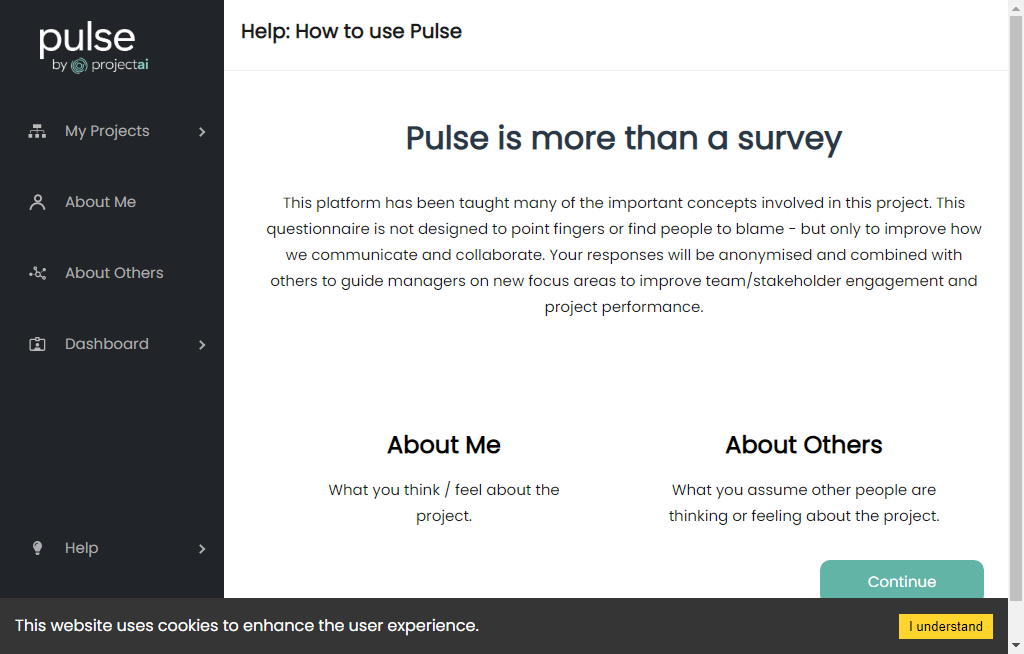 pulse
by projectai
My Projects
About Me
About Others
Dashboard
Help
Help: How to use Pulse
Pulse is more than a survey
This platform has been taught many of the important concepts involved in this project. This
questionnaire is not designed to point fingers or find people to blame - but only to improve how
we communicate and collaborate. Your responses will be anonymised and combined with
others to guide managers on new focus areas to improve team/stakeholder engagement and
project performance.
About Me
What you think / feel about the
project.
About Others
What you assume other people are
thinking or feeling about the project.
Continue
This website uses cookies to enhance the user experience.
I understand